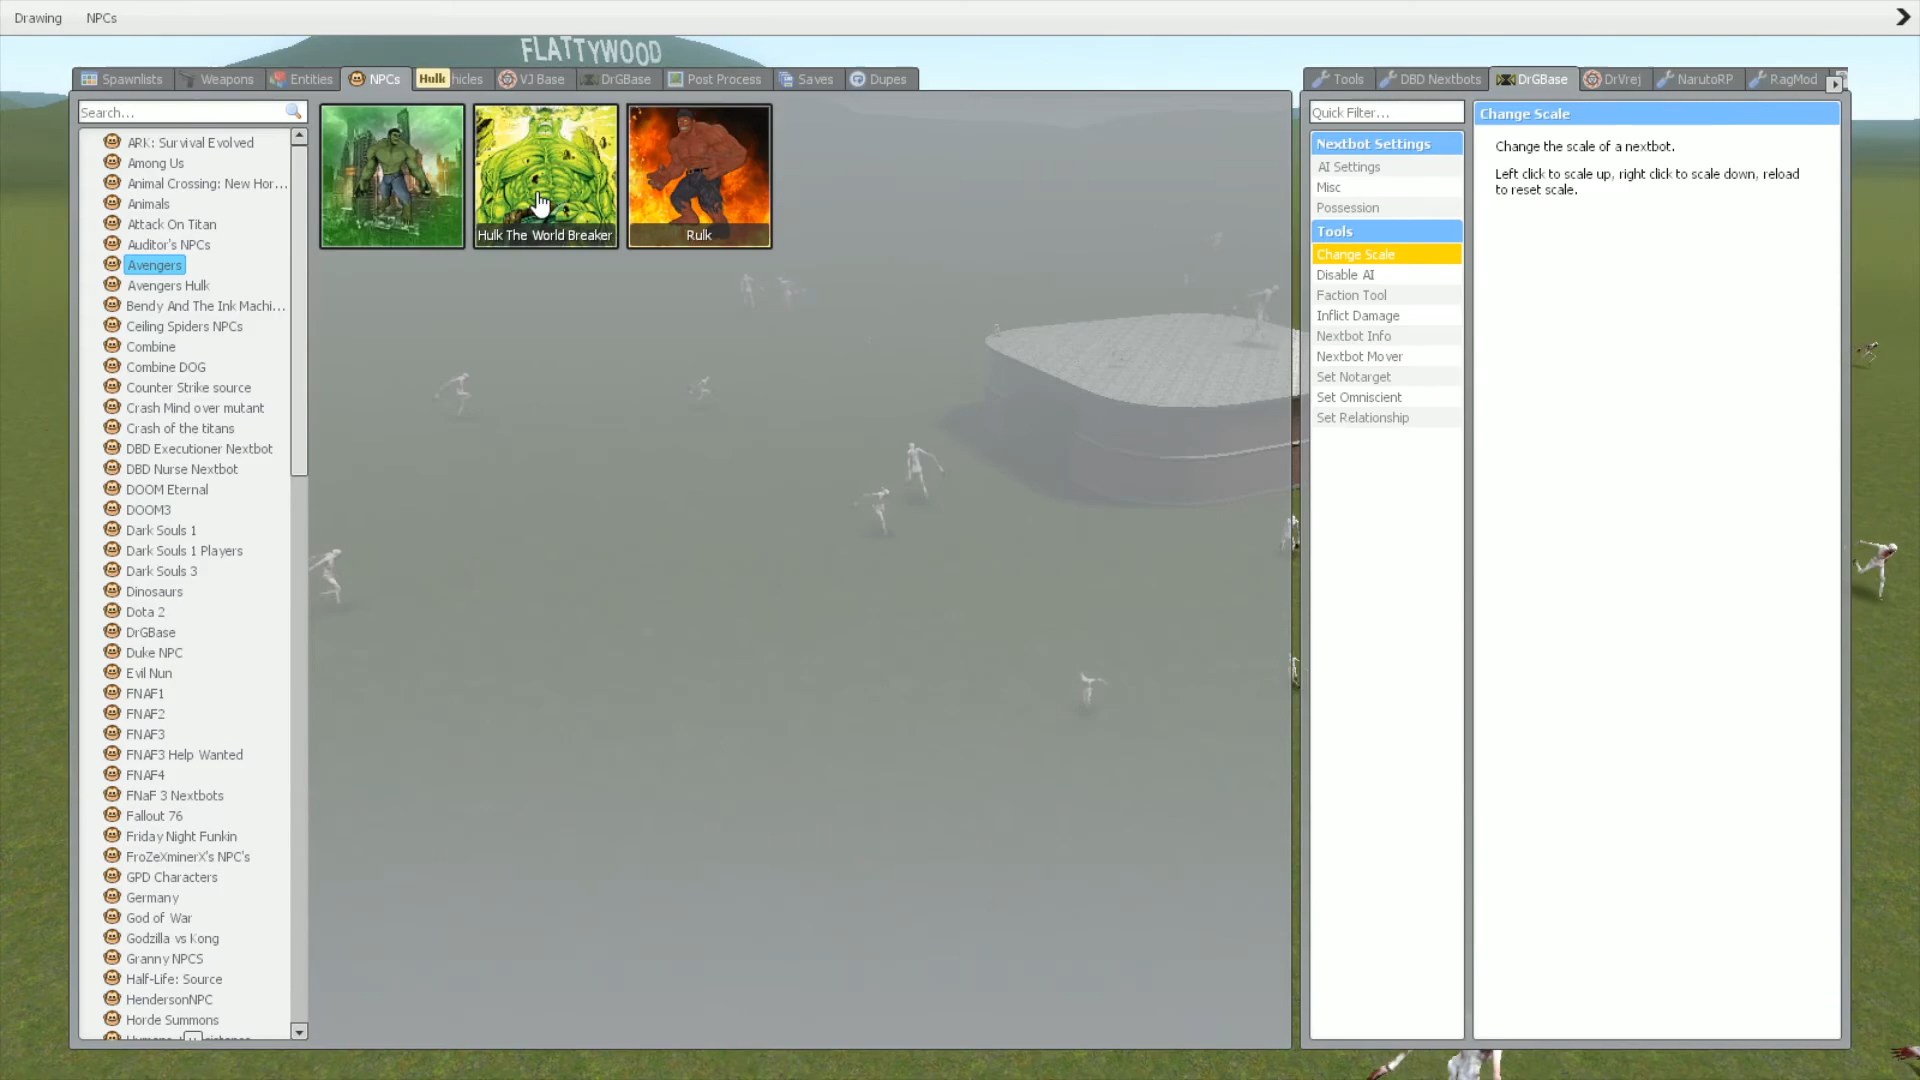 Drawing NPCs
FLATTYWOOD
Spawnlists Weapons Entities NPCs Hulk hicles VJ Base DrGBase Post Process Saves Dupes
Search...
ARK: Survival Evolved
Among Us
Animal Crossing: New Hor...
Animals
Attack On Titan
Auditor's NPCs
Avengers
Avengers Hulk
Bendy And The Ink Machi...
Ceiling Spiders NPCs
Combine
Combine DOG
Counter Strike source
Crash Mind over mutant
Crash of the titans
DBD Executioner Nextbot
DBD Nurse Nextbot
DOOM Eternal
DOOM3
Dark Souls 1
Dark Souls 1 Players
Dark Souls 3
Dinosaurs
Dota 2
DrGBase
Duke NPC
Evil Nun
FNAF1
FNAF2
FNAF3
FNAF3 Help Wanted
FNAF4
FNaF 3 Nextbots
Fallout 76
Friday Night Funkin
FroZeXminerX's NPC's
GPD Characters
Germany
God of War
Godzilla vs Kong
Granny NPCS
Half-Life: Source
HendersonNPC
Horde Summons
Hulk The World Breaker
Rulk
Tools DBD Nextbots DrGBase DrVrej NarutoRP RagMod
Quick Filter...
Nextbot Settings
AI Settings
Misc
Possession
Tools
Change Scale
Disable AI
Faction Tool
Inflict Damage
Nextbot Info
Nextbot Mover
Set Notarget
Set Omniscient
Set Relationship
Change Scale
Change the scale of a nextbot.
Left click to scale up, right click to scale down, reload
to reset scale.